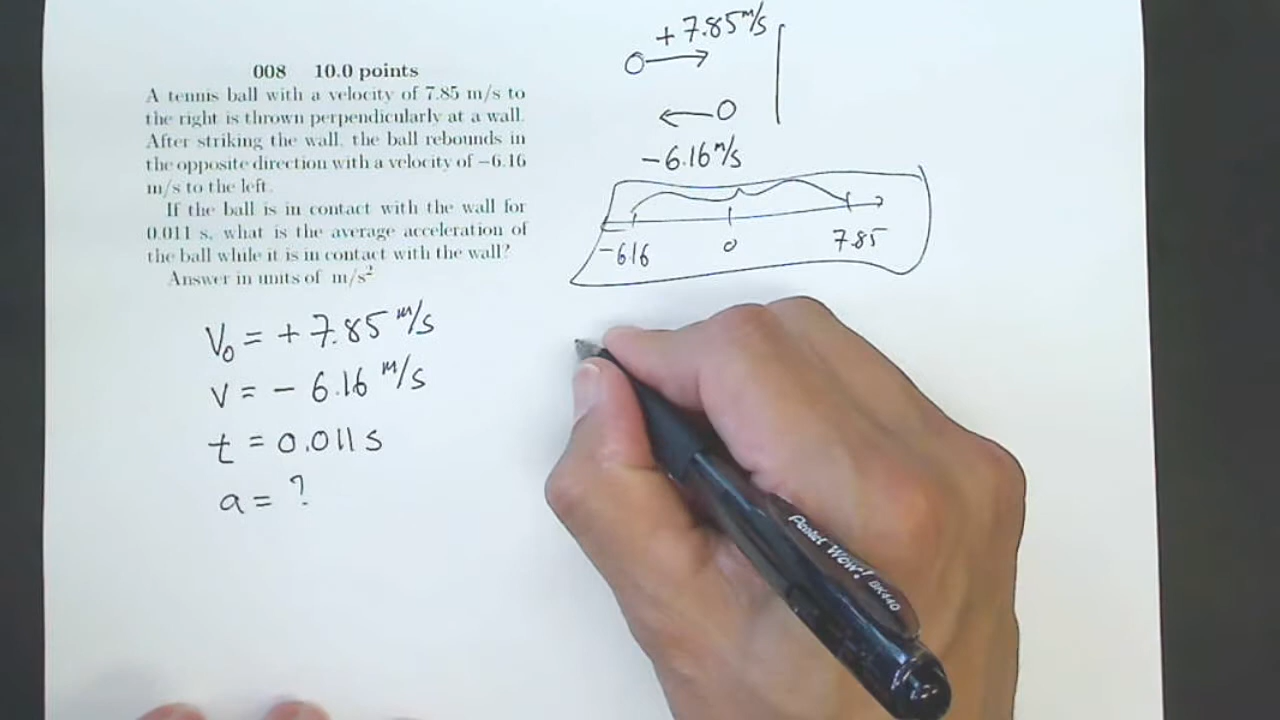 008 10.0 points
A tennis ball with a velocity of 7.85 m/s to
the right is thrown perpendicularly at a wall.
After striking the wall, the ball rebounds in
the opposite direction with a velocity of −6.16
m/s to the left.
If the ball is in contact with the wall for
0.011 s, what is the average acceleration of
the ball while it is in contact with the wall?
Answer in units of m/s²
V₀ = + 7.85 m/s
v = − 6.16 m/s
t = 0.011 s
a = ?
+ 7.85 m/s
− 6.16 m/s
−6.16 0 7.85
Pentel WOW! BK440